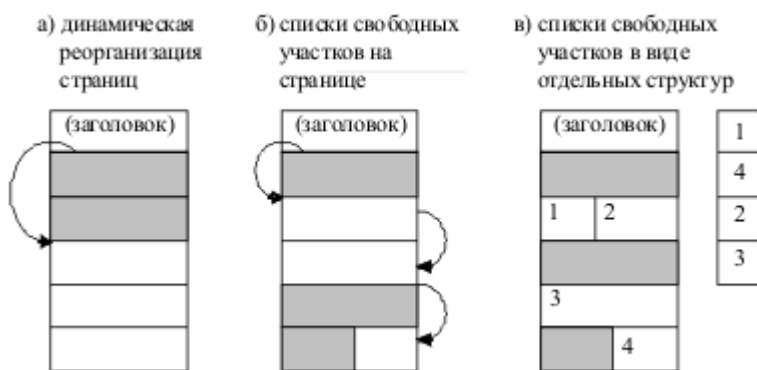 а) динамическая
реорганизация
страниц
б) списки свободных
участков на
странице
в) списки свободных
участков в виде
отдельных структур
(заголовок)
(заголовок)
(заголовок)
1
2
3
4
1
4
2
3